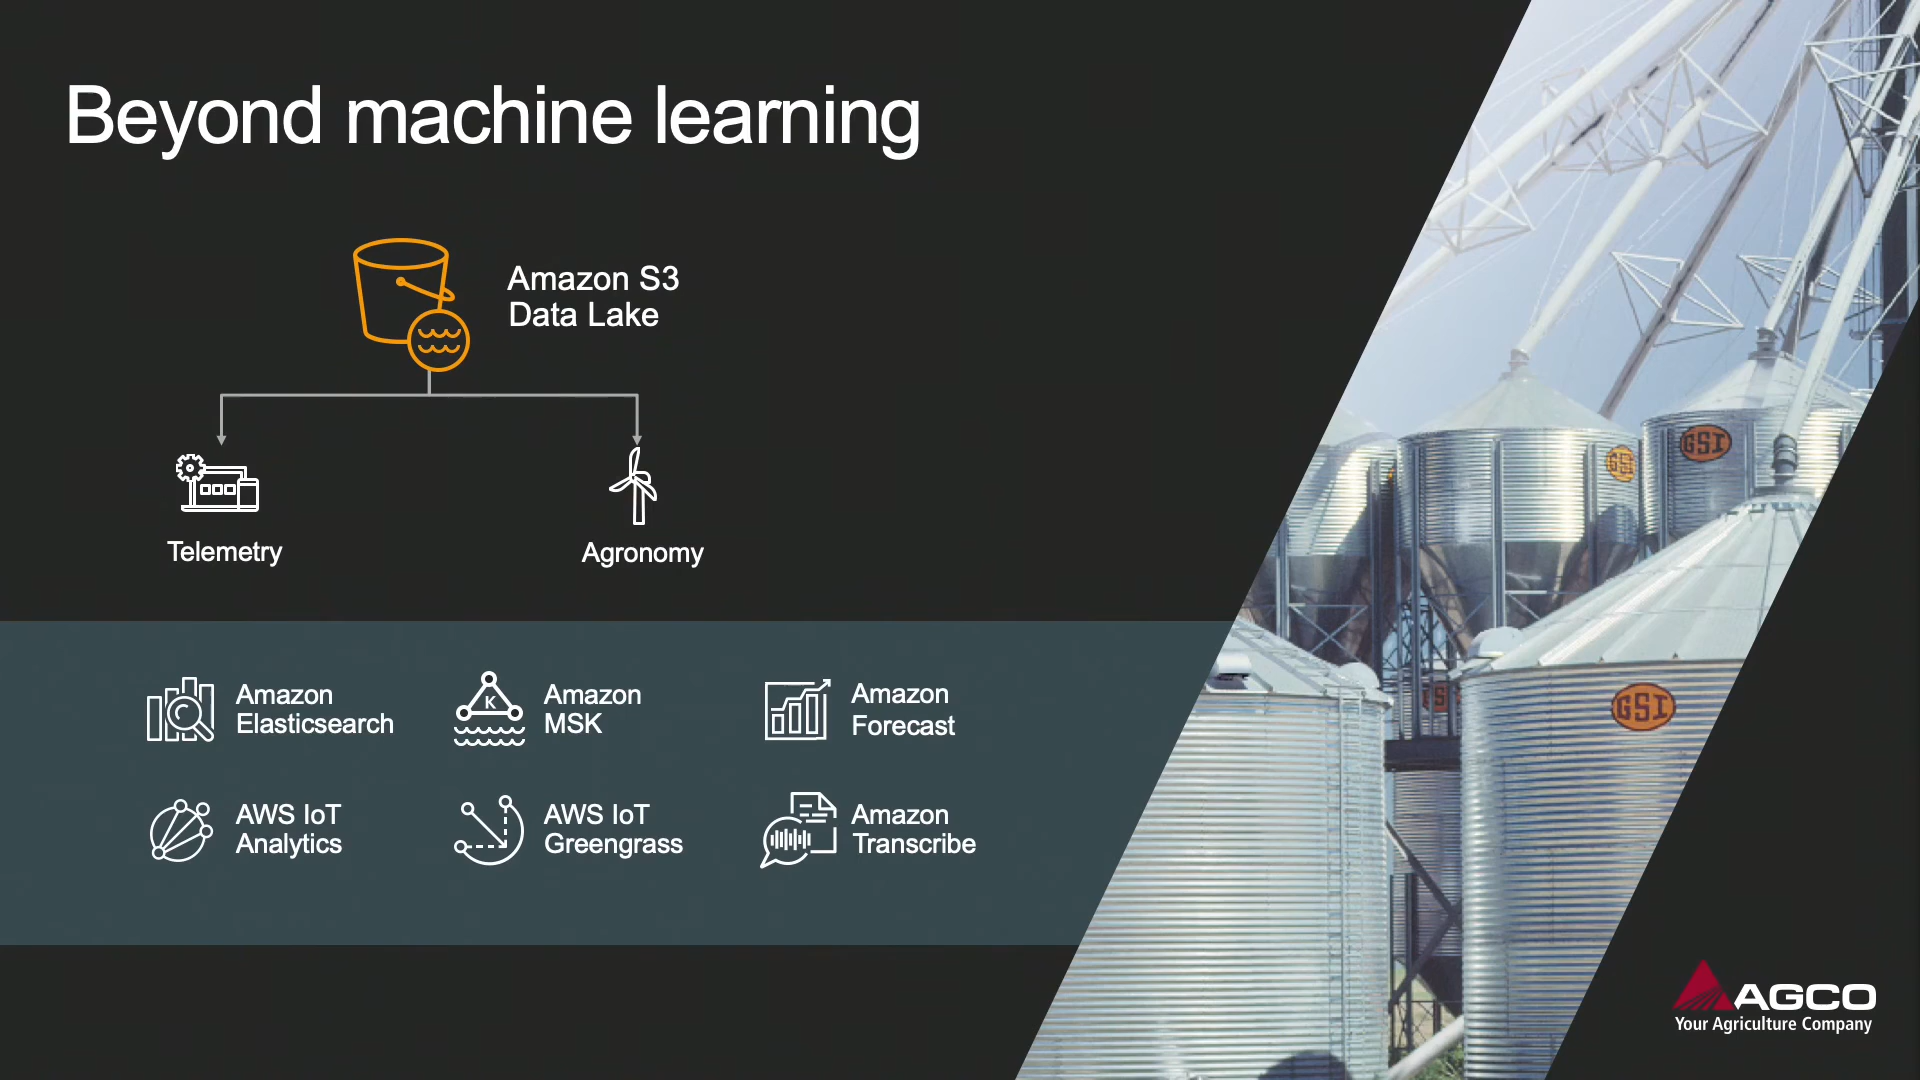 Beyond machine learning
Amazon S3
Data Lake
Telemetry
Agronomy
Amazon
Elasticsearch
K
Amazon
MSK
Amazon
Forecast
AWS IoT
Analytics
AWS IoT
Greengrass
Amazon
Transcribe
GSI
GSI
GSI
AGCO
Your Agriculture Company